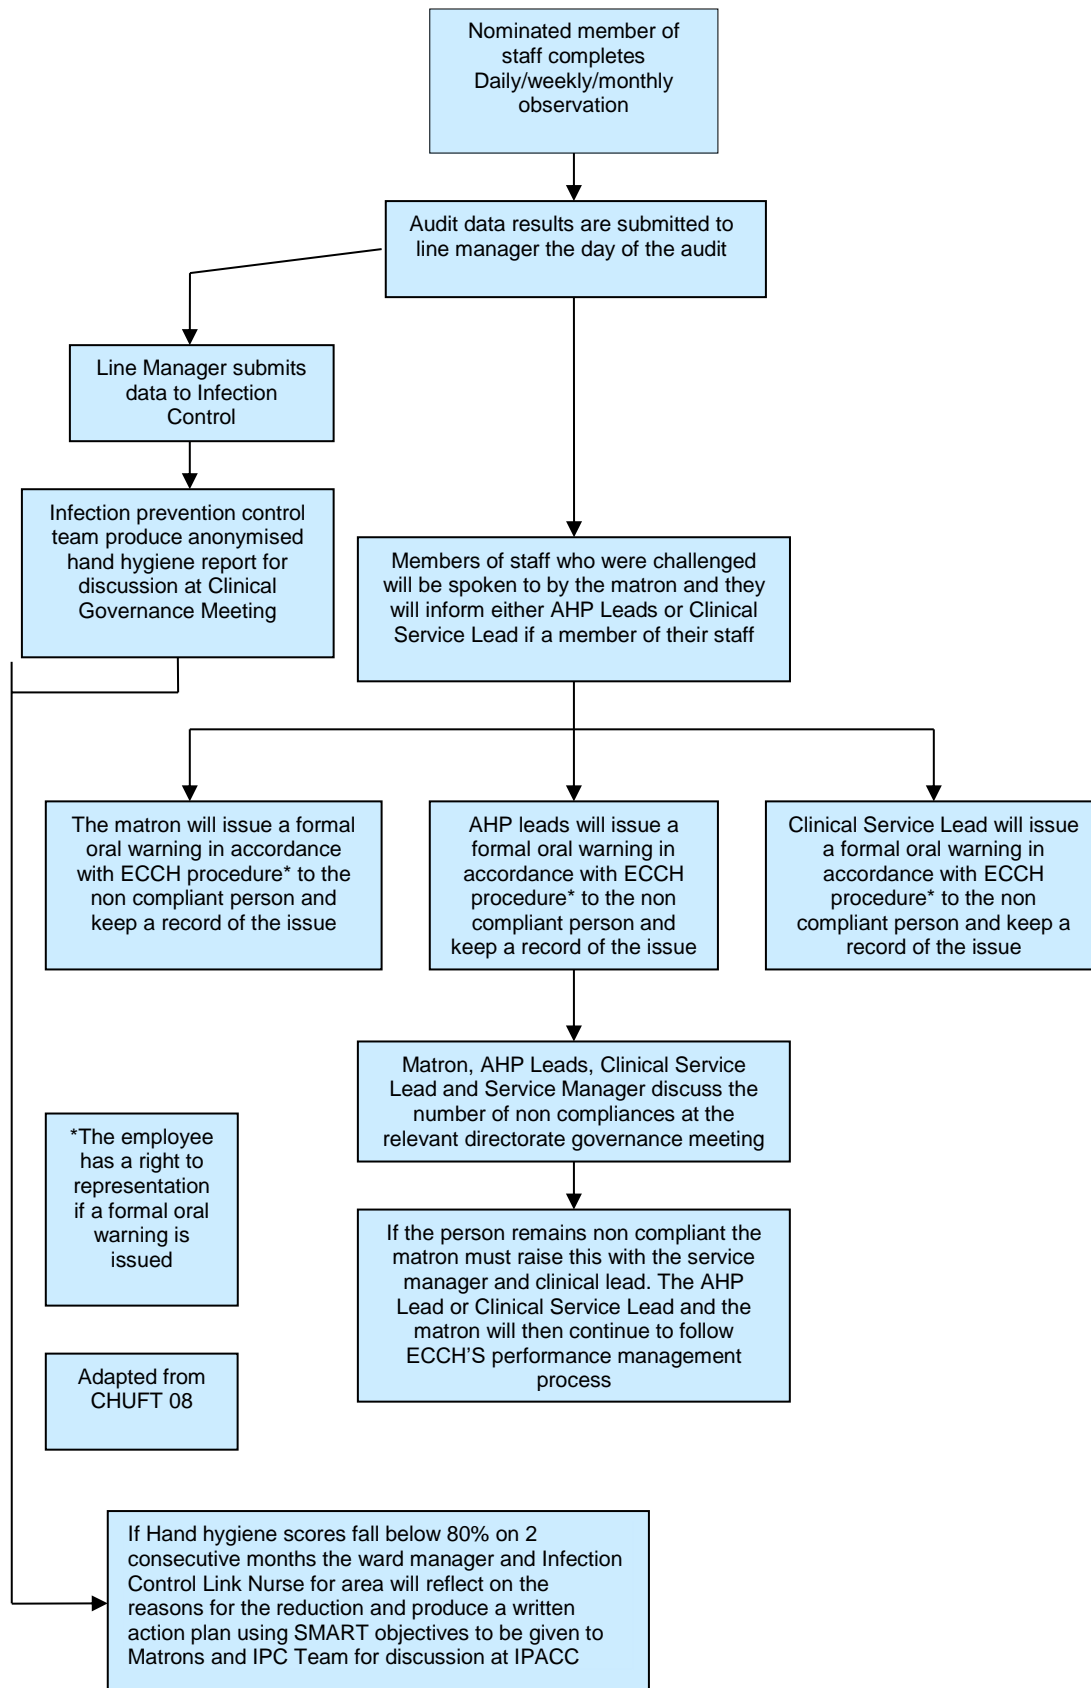 Nominated member of
staff completes
Daily/weekly/monthly
observation
Audit data results are submitted to
line manager the day of the audit
Line Manager submits
data to Infection
Control
Infection prevention control
team produce anonymised
hand hygiene report for
discussion at Clinical
Governance Meeting
Members of staff who were challenged
will be spoken to by the matron and they
will inform either AHP Leads or Clinical
Service Lead if a member of their staff
The matron will issue a formal
oral warning in accordance
with ECCH procedure* to the
non compliant person and
keep a record of the issue
AHP leads will issue a
formal oral warning in
accordance with ECCH
procedure* to the non
compliant person and
keep a record of the issue
Clinical Service Lead will issue
a formal oral warning in
accordance with ECCH
procedure* to the non
compliant person and keep a
record of the issue
Matron, AHP Leads, Clinical Service
Lead and Service Manager discuss the
number of non compliances at the
relevant directorate governance meeting
*The employee
has a right to
representation
if a formal oral
warning is
issued
If the person remains non compliant the
matron must raise this with the service
manager and clinical lead. The AHP
Lead or Clinical Service Lead and the
matron will then continue to follow
ECCH'S performance management
process
Adapted from
CHUFT 08
If Hand hygiene scores fall below 80% on 2
consecutive months the ward manager and Infection
Control Link Nurse for area will reflect on the
reasons for the reduction and produce a written
action plan using SMART objectives to be given to
Matrons and IPC Team for discussion at IPACC